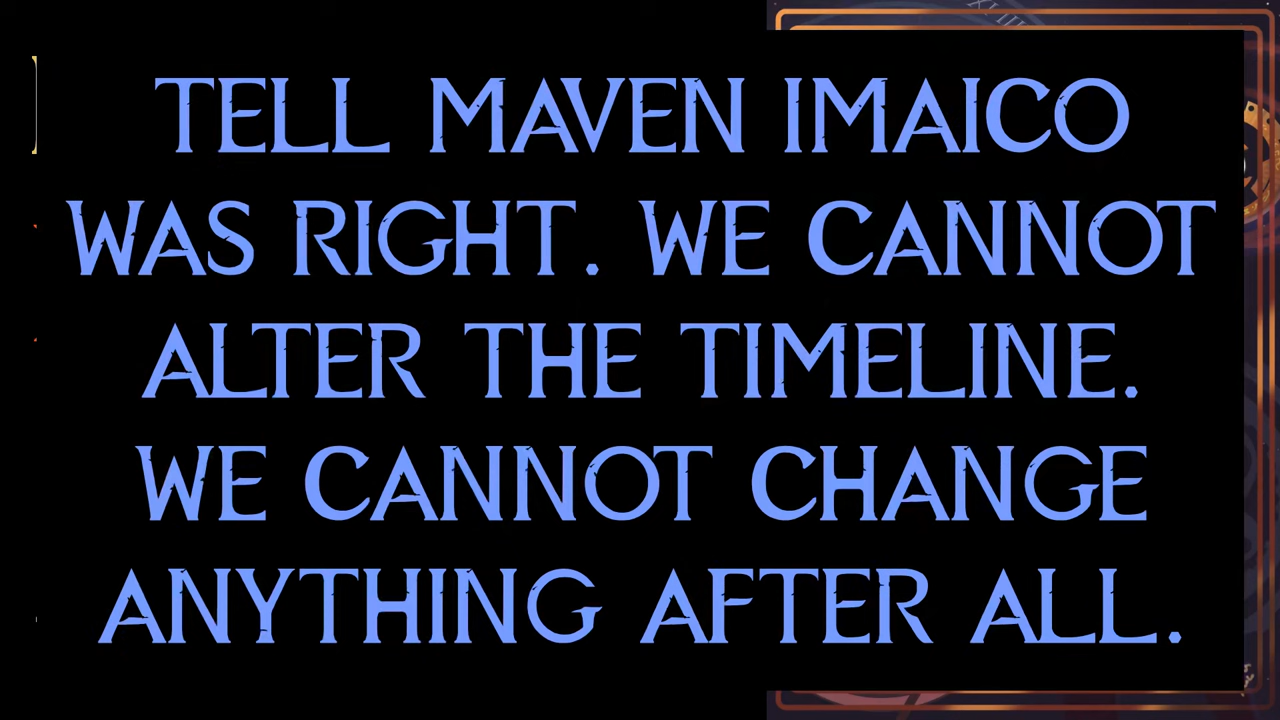 TELL MAVEN IMAICO
WAS RIGHT. WE CANNOT
ALTER THE TIMELINE.
WE CANNOT CHANGE
ANYTHING AFTER ALL.